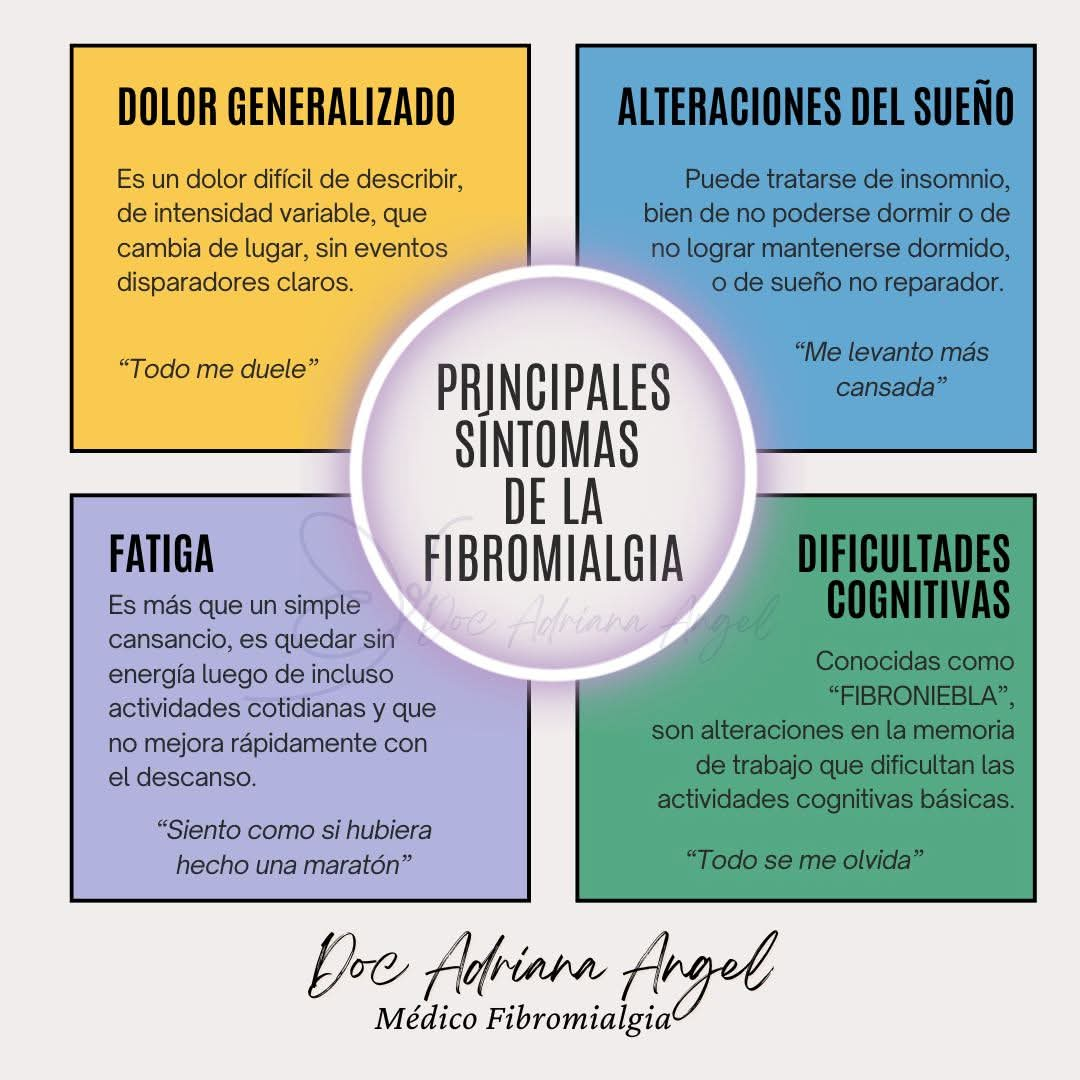 DOLOR GENERALIZADO
Es un dolor difícil de describir,
de intensidad variable, que
cambia de lugar, sin eventos
disparadores claros.
“Todo me duele”
ALTERACIONES DEL SUEÑO
Puede tratarse de insomnio,
bien de no poderse dormir o de
no lograr mantenerse dormido,
o de sueño no reparador.
“Me levanto más
cansada”
PRINCIPALES
SÍNTOMAS
DE LA
FIBROMIALGIA
Doc Adriana Angel
FATIGA
Es más que un simple
cansancio, es quedar sin
energía luego de incluso
actividades cotidianas y que
no mejora rápidamente con
el descanso.
“Siento como si hubiera
hecho una maratón”
DIFICULTADES
COGNITIVAS
Conocidas como
“FIBRONIEBLA”,
son alteraciones en la memoria
de trabajo que dificultan las
actividades cognitivas básicas.
“Todo se me olvida”
Doc Adriana Angel
Médico Fibromialgia